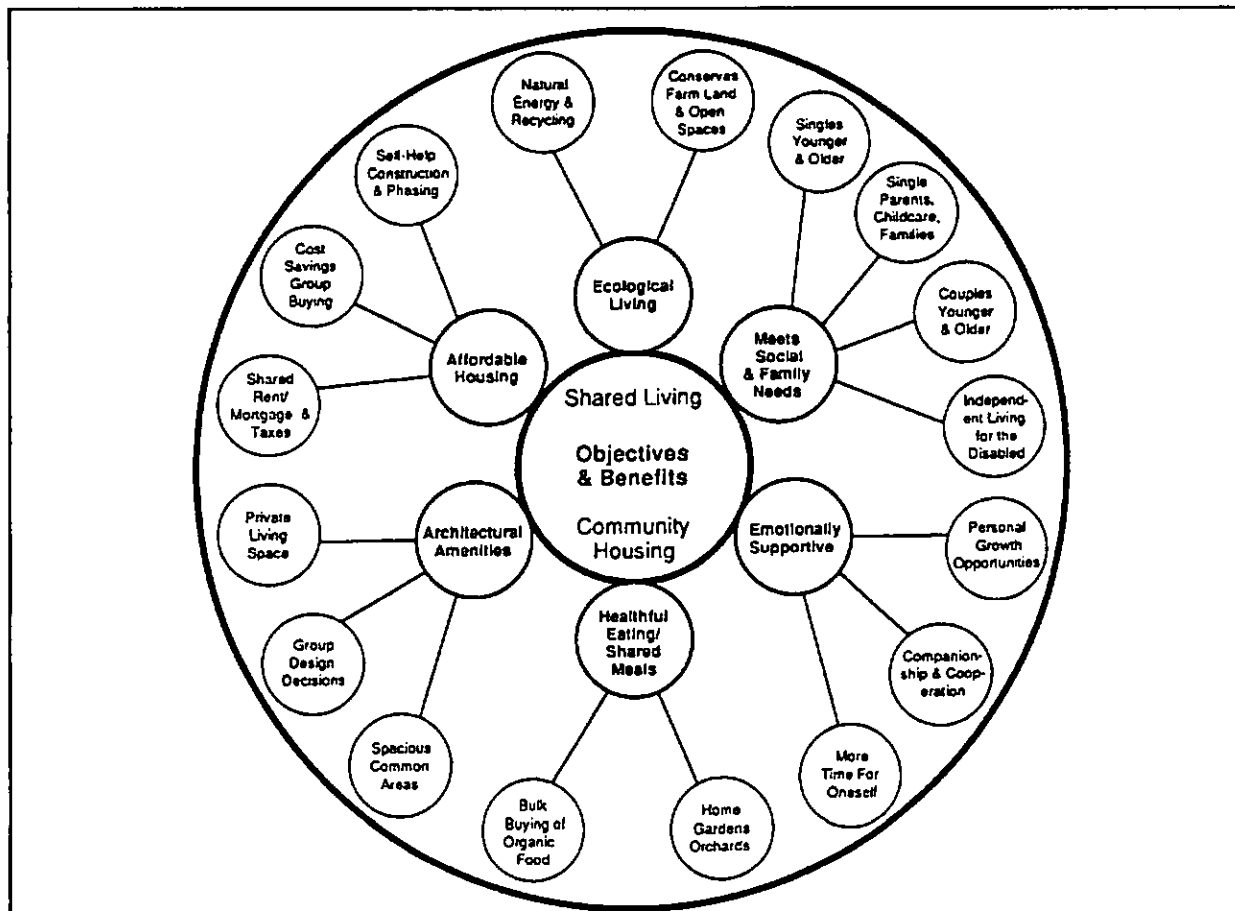 Shared Living
Objectives
& Benefits
Community
Housing
Ecological
Living
Natural
Energy &
Recycling
Conserves
Farm Land
& Open
Spaces
Meets
Social
& Family
Needs
Singles
Younger
& Older
Single
Parents,
Childcare,
Families
Couples
Younger
& Older
Independ-
ent Living
for the
Disabled
Emotionally
Supportive
Personal
Growth
Opportunities
Companion-
ship & Coop-
eration
More
Time For
Oneself
Healthful
Eating/
Shared
Meals
Home
Gardens
Orchards
Bulk
Buying of
Organic
Food
Architectural
Amenities
Spacious
Common
Areas
Group
Design
Decisions
Private
Living
Space
Affordable
Housing
Shared
Rent/
Mortgage &
Taxes
Cost
Savings
Group
Buying
Self-Help
Construction
& Phasing